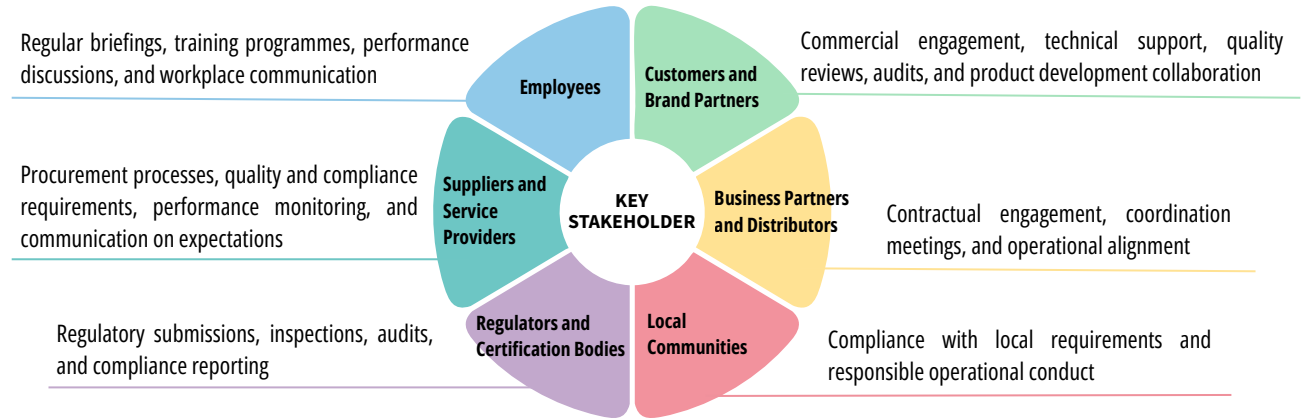 Regular briefings, training programmes, performance
discussions, and workplace communication
Employees
Customers and
Brand Partners
Commercial engagement, technical support, quality
reviews, audits, and product development collaboration
Procurement processes, quality and compliance
requirements, performance monitoring, and
communication on expectations
Suppliers and
Service
Providers
KEY
STAKEHOLDER
Business Partners
and Distributors
Contractual engagement, coordination
meetings, and operational alignment
Regulatory submissions, inspections, audits,
and compliance reporting
Regulators and
Certification Bodies
Local
Communities
Compliance with local requirements and
responsible operational conduct